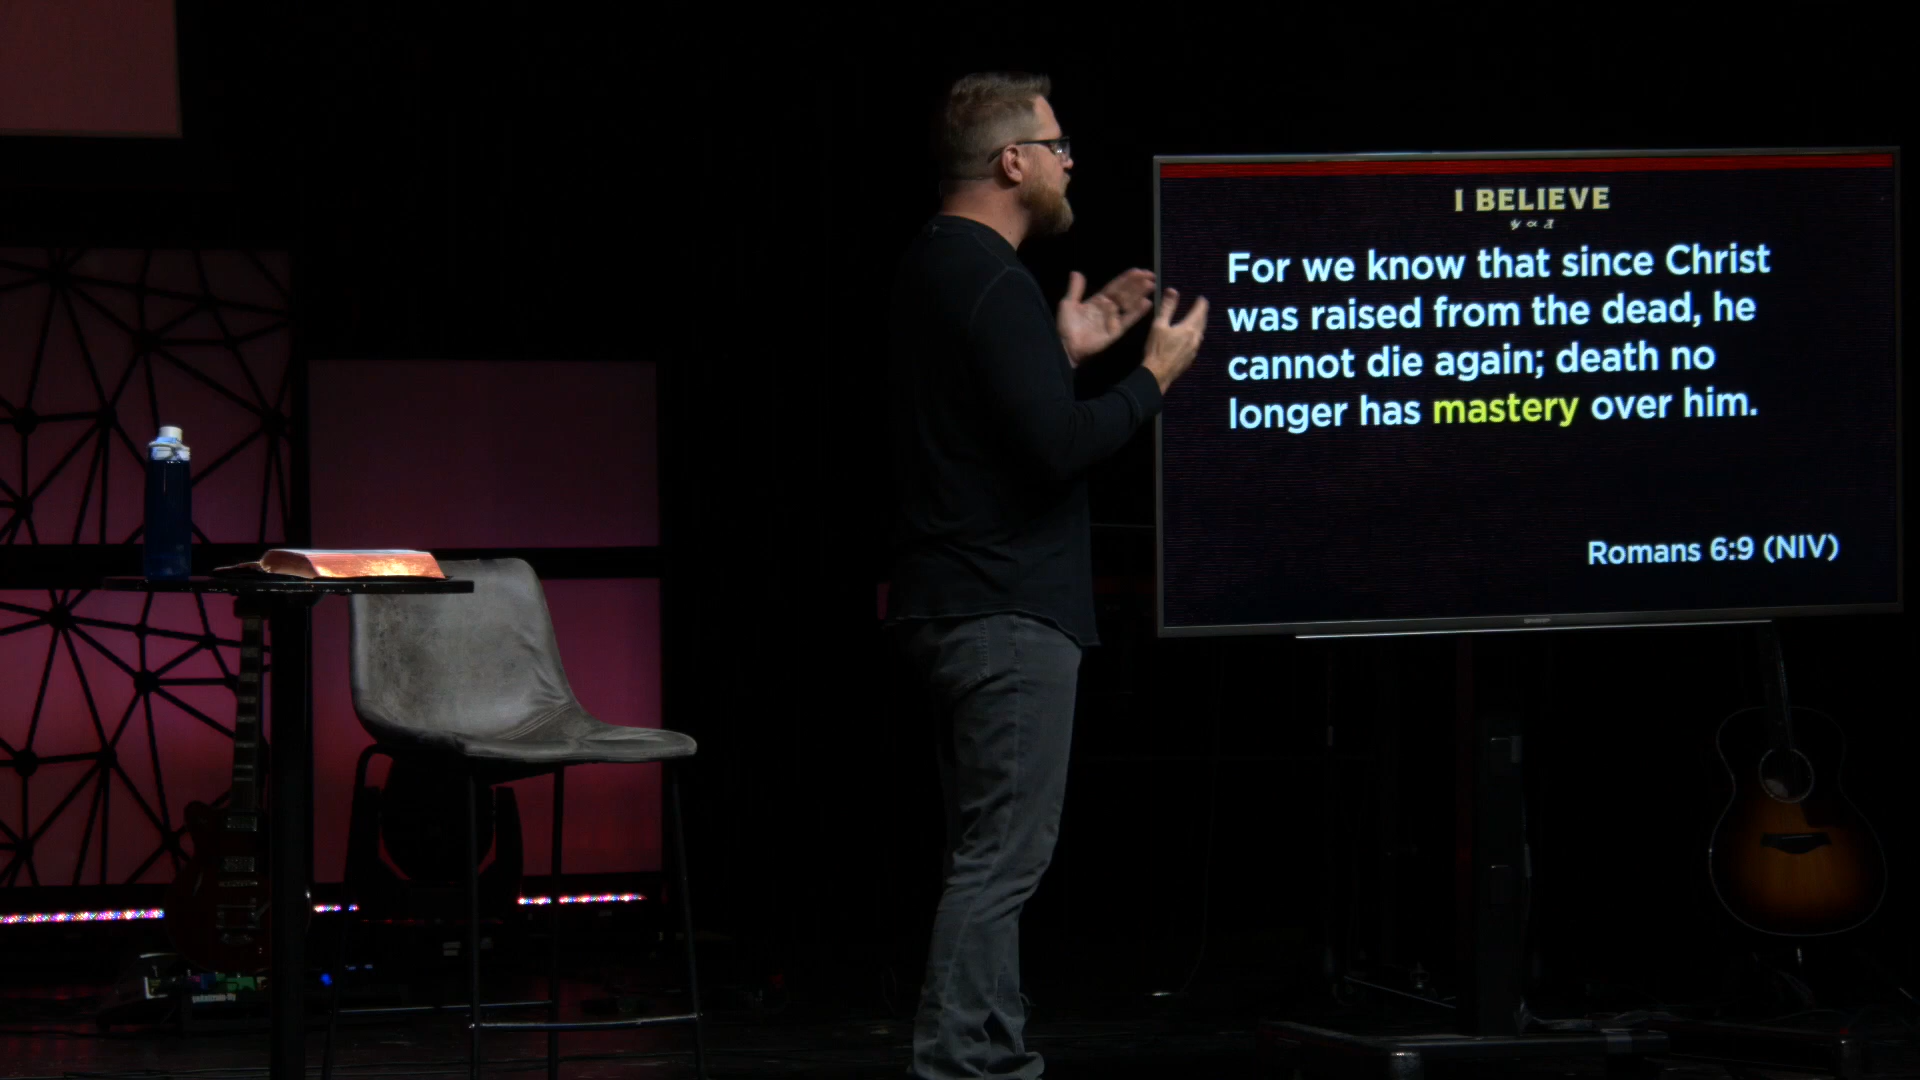 I BELIEVE
For we know that since Christ
was raised from the dead, he
cannot die again; death no
longer has mastery over him.
Romans 6:9 (NIV)